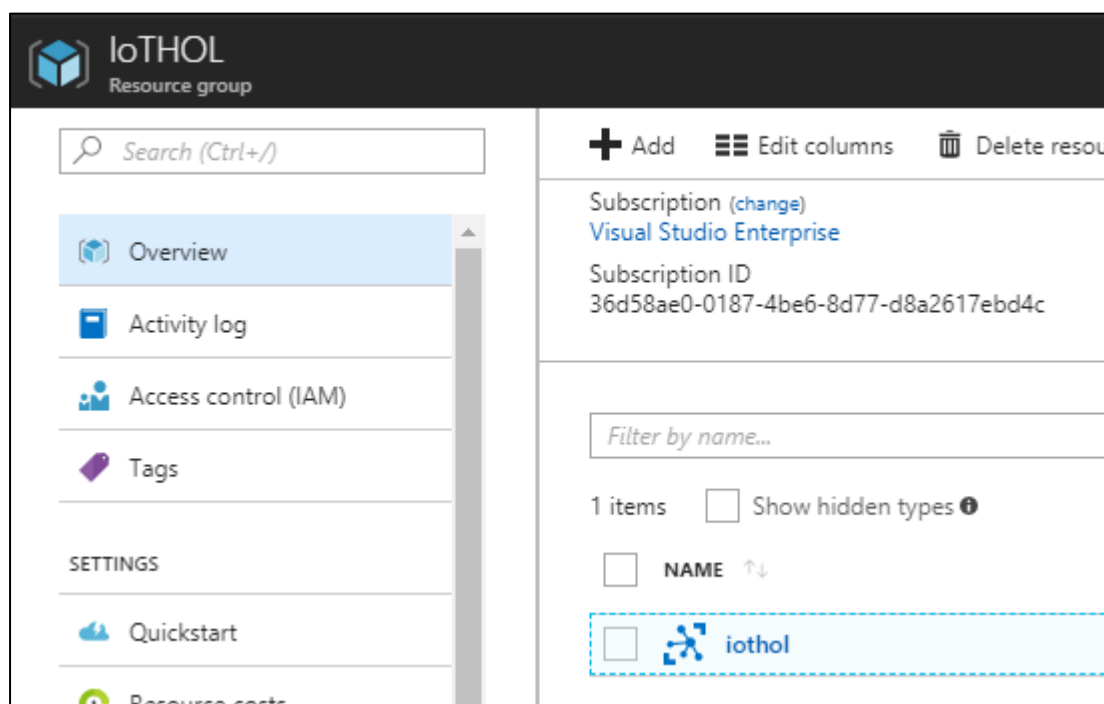 IoTHOL
Resource group
Search (Ctrl+/)
Overview
Activity log
Access control (IAM)
Tags
SETTINGS
Quickstart
Resource costs
Add Edit columns Delete resou
Subscription (change)
Visual Studio Enterprise
Subscription ID
36d58ae0-0187-4be6-8d77-d8a2617ebd4c
Filter by name...
1 items Show hidden types
NAME
iothol